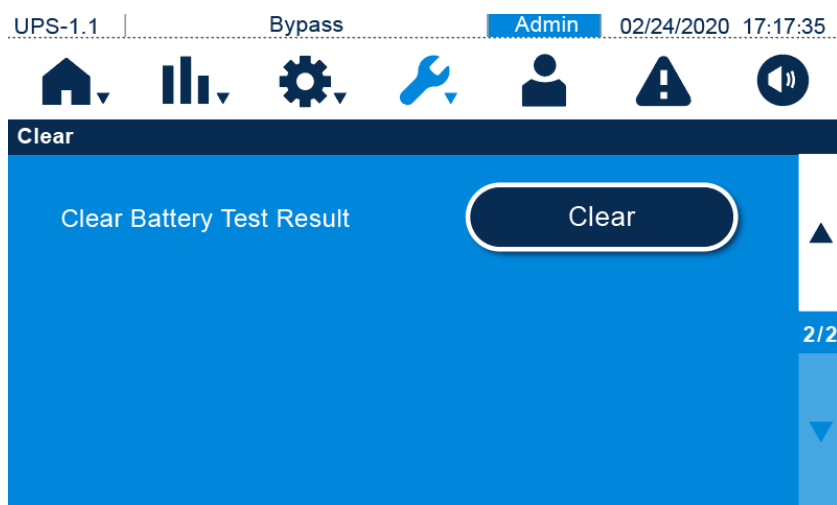 UPS-1.1 Bypass Admin 02/24/2020 17:17:35
Clear
Clear Battery Test Result Clear
2/2